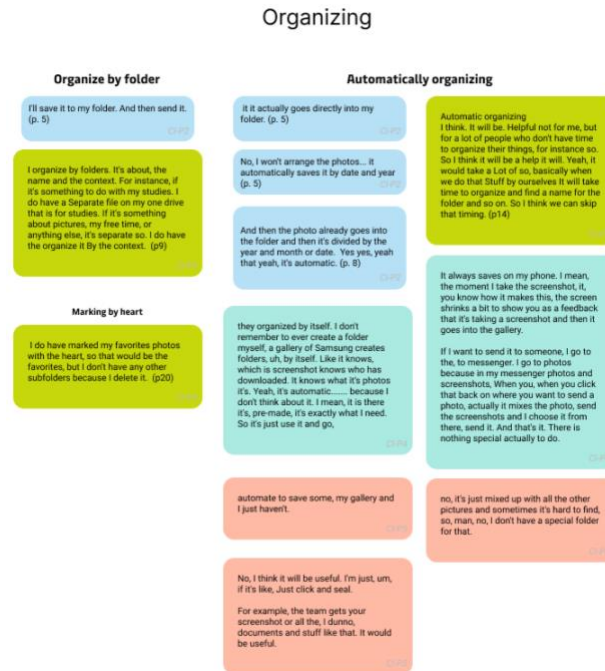 Organizing
Organize by folder
I'll save it to my folder. And then send it.
(p. 5)
CI-P2
I organize by folders. It's about, the
name and the context. For instance, if
it's something to do with my studies. I
do have a Separate file on my one drive
that is for studies. If it's something
about pictures, my free time, or
anything else, it's separate so. I do have
the organize it By the context. (p9)
Marking by heart
I do have marked my favorites photos
with the heart, so that would be the
favorites, but I don't have any other
subfolders because I delete it. (p20)
Automatically organizing
it it actually goes directly into my
folder. (p. 5)
CI-P2
No, I won't arrange the photos... it
automatically saves it by date and year
(p. 5)
CI-P2
And then the photo already goes into
the folder and then it's divided by the
year and month or date. Yes yes, yeah
that yeah, it's automatic. (p. 8)
CI-P2
they organized by itself. I don't
remember to ever create a folder
myself, a gallery of Samsung creates
folders, uh, by itself. Like it knows,
which is screenshot knows who has
downloaded. It knows what it's photos
it's. Yeah, it's automatic....... because I
don't think about it. I mean, it is there
it's, pre-made, it's exactly what I need.
So it's just use it and go,
CI-P4
automate to save some, my gallery and
I just haven't.
No, I think it will be useful. I'm just, um,
if it's like, Just click and seal.
For example, the team gets your
screenshot or all the, I dunno,
documents and stuff like that. It would
be useful.
Automatic organizing
I think. It will be. Helpful not for me, but
for a lot of people who don't have time
to organize their things, for instance so.
So I think it will be a help it will. Yeah, it
would take a Lot of so, basically when
we do that Stuff by ourselves It will take
time to organize and find a name for the
folder and so on. So I think we can skip
that timing. (p14)
It always saves on my phone. I mean,
the moment I take the screenshot, it,
you know how it makes this, the screen
shrinks a bit to show you as a feedback
that it's taking a screenshot and then it
goes into the gallery.
If I want to send it to someone, I go to
the, to messenger. I go to photos
because in my messenger photos and
screenshots, When you, when you click
that back on where you want to send a
photo, actually it mixes the photo, send
the screenshots and I choose it from
there, send it. And that's it. There is
nothing special actually to do.
no, it's just mixed up with all the other
pictures and sometimes it's hard to find,
so, man, no, I don't have a special folder
for that.